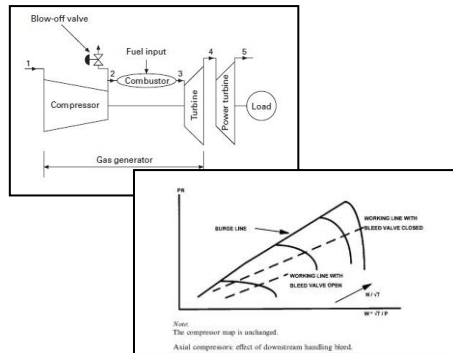 Blow-off valve
Fuel input
1
2
Combustor
3
4
5
Compressor
Turbine
Power turbine
Load
Gas generator
PR
SURGE LINE
WORKING LINE WITH
BLEED VALVE CLOSED
WORKING LINE WITH
BLEED VALVE OPEN
N / √T
W * √T / P
Note:
The compresor map is unchanged.
Axial compressors: effect of downstream handling bleed.